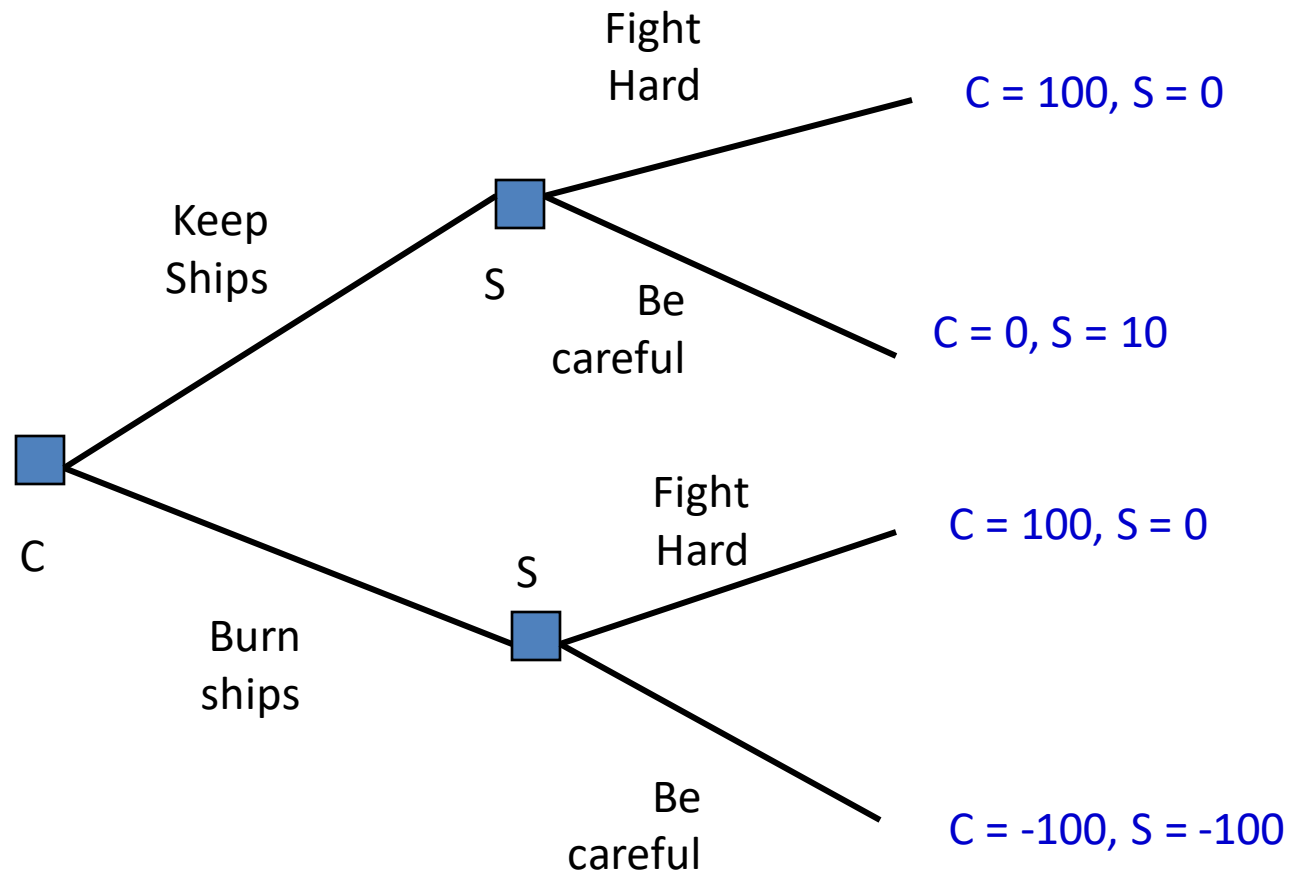 Fight
Hard
C = 100, S = 0
Keep
Ships
S
Be
careful
C = 0, S = 10
C
Fight
Hard
C = 100, S = 0
S
Burn
ships
Be
careful
C = -100, S = -100